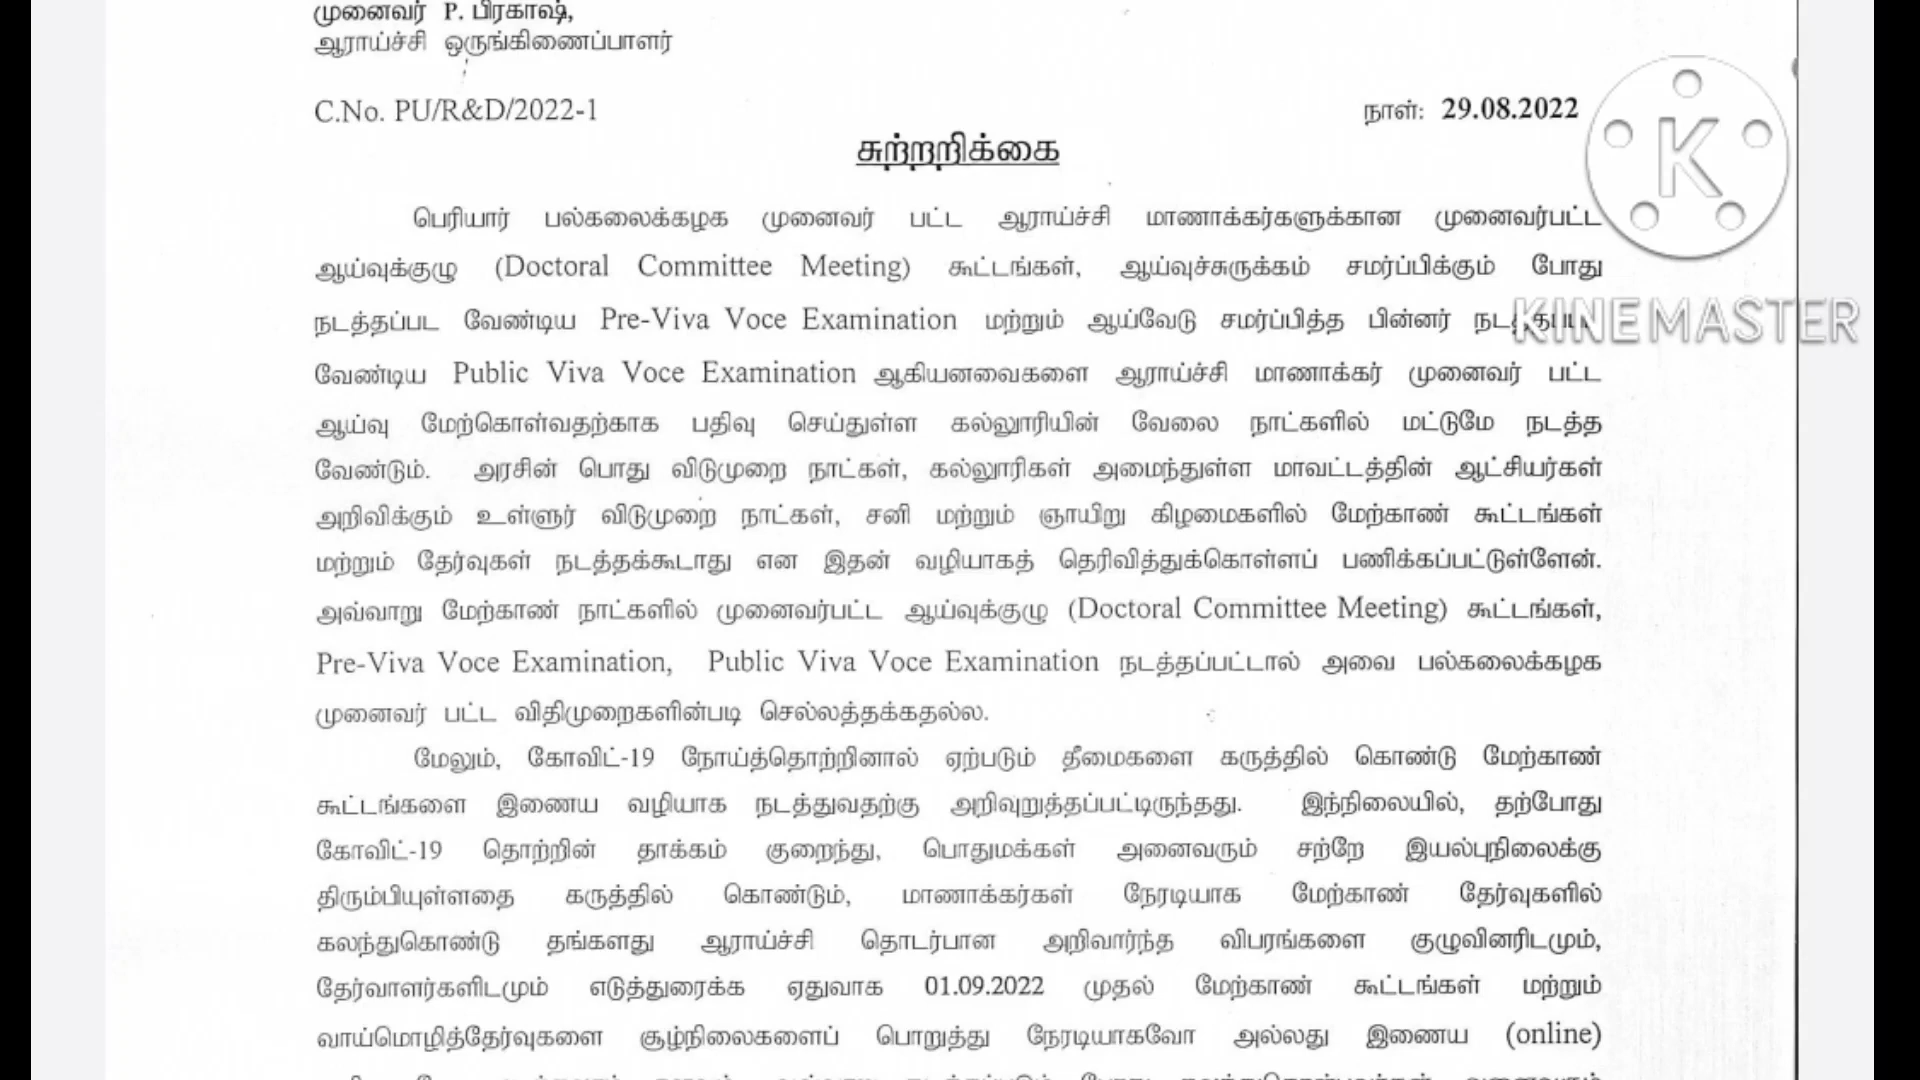 முனைவர் P. பிரகாஷ்,
ஆராய்ச்சி ஒருங்கிணைப்பாளர்
C.No. PU/R&D/2022-1 நாள்: 29.08.2022
சுற்றறிக்கை
பெரியார் பல்கலைக்கழக முனைவர் பட்ட ஆராய்ச்சி மாணாக்கர்களுக்கான முனைவர்பட்ட
ஆய்வுக்குழு (Doctoral Committee Meeting) கூட்டங்கள், ஆய்வுச்சுருக்கம் சமர்ப்பிக்கும் போது
நடத்தப்பட வேண்டிய Pre-Viva Voce Examination மற்றும் ஆய்வேடு சமர்ப்பித்த பின்னர்
வேண்டிய Public Viva Voce Examination ஆகியனவைகளை ஆராய்ச்சி மாணாக்கர் முனைவர் பட்ட
ஆய்வு மேற்கொள்வதற்காக பதிவு செய்துள்ள கல்லூரியின் வேலை நாட்களில் மட்டுமே நடத்த
வேண்டும். அரசின் பொது விடுமுறை நாட்கள், கல்லூரிகள் அமைந்துள்ள மாவட்டத்தின் ஆட்சியர்கள்
அறிவிக்கும் உள்ளுர் விடுமுறை நாட்கள், சனி மற்றும் ஞாயிறு கிழமைகளில் மேற்காண் கூட்டங்கள்
மற்றும் தேர்வுகள் நடத்தக்கூடாது என இதன் வழியாகத் தெரிவித்துக்கொள்ளப் பணிக்கப்பட்டுள்ளேன்.
அவ்வாறு மேற்காண் நாட்களில் முனைவர்பட்ட ஆய்வுக்குழு (Doctoral Committee Meeting) கூட்டங்கள்,
Pre-Viva Voce Examination, Public Viva Voce Examination நடத்தப்பட்டால் அவை பல்கலைக்கழக
முனைவர் பட்ட விதிமுறைகளின்படி செல்லத்தக்கதல்ல.
மேலும், கோவிட்-19 நோய்த்தொற்றினால் ஏற்படும் தீமைகளை கருத்தில் கொண்டு மேற்காண்
கூட்டங்களை இணைய வழியாக நடத்துவதற்கு அறிவுறுத்தப்பட்டிருந்தது. இந்நிலையில், தற்போது
கோவிட்-19 தொற்றின் தாக்கம் குறைந்து, பொதுமக்கள் அனைவரும் சற்றே இயல்புநிலைக்கு
திரும்பியுள்ளதை கருத்தில் கொண்டும், மாணாக்கர்கள் நேரடியாக மேற்காண் தேர்வுகளில்
கலந்துகொண்டு தங்களது ஆராய்ச்சி தொடர்பான அறிவார்ந்த விபரங்களை குழுவினரிடமும்,
தேர்வாளர்களிடமும் எடுத்துரைக்க ஏதுவாக 01.09.2022 முதல் மேற்காண் கூட்டங்கள் மற்றும்
வாய்மொழித்தேர்வுகளை சூழ்நிலைகளைப் பொறுத்து நேரடியாகவோ அல்லது இணைய (online)
K
KINEMASTER